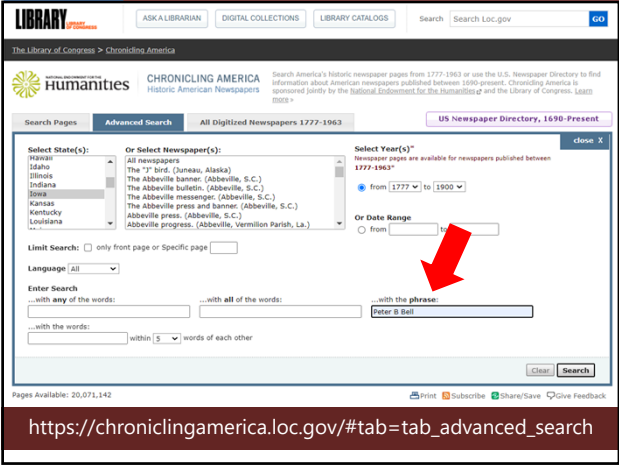 LIBRARY
LIBRARY OF CONGRESS
ASK A LIBRARIAN
DIGITAL COLLECTIONS
LIBRARY CATALOGS
Search
Search Loc.gov
GO
The Library of Congress > Chronicling America
NATIONAL ENDOWMENT FOR THE
Humanities
CHRONICLING AMERICA
Historic American Newspapers
Search America's historic newspaper pages from 1777-1963 or use the U.S. Newspaper Directory to find
information about American newspapers published between 1690-present. Chronicling America is
sponsored jointly by the National Endowment for the Humanities and the Library of Congress. Learn
more »
Search Pages
Advanced Search
All Digitized Newspapers 1777-1963
US Newspaper Directory, 1690-Present
close X
Select State(s):
Hawaii
Idaho
Illinois
Indiana
Iowa
Kansas
Kentucky
Louisiana
Or Select Newspaper(s):
All newspapers
The "J" bird. (Juneau, Alaska)
The Abbeville banner. (Abbeville, S.C.)
The Abbeville bulletin. (Abbeville, S.C.)
The Abbeville messenger. (Abbeville, S.C.)
The Abbeville press and banner. (Abbeville, S.C.)
Abbeville press. (Abbeville, S.C.)
Abbeville progress. (Abbeville, Vermilion Parish, La.)
Select Year(s)"
Newspaper pages are available for newspapers published between
1777-1963"
from 1777 to 1900
Or Date Range
from to
Limit Search: only front page or Specific page
Language All
Enter Search
...with any of the words:
...with all of the words:
...with the phrase:
Peter B Bell
...with the words:
within 5 words of each other
Clear
Search
Pages Available: 20,071,142
Print
Subscribe
Share/Save
Give Feedback
https://chroniclingamerica.loc.gov/#tab=tab_advanced_search